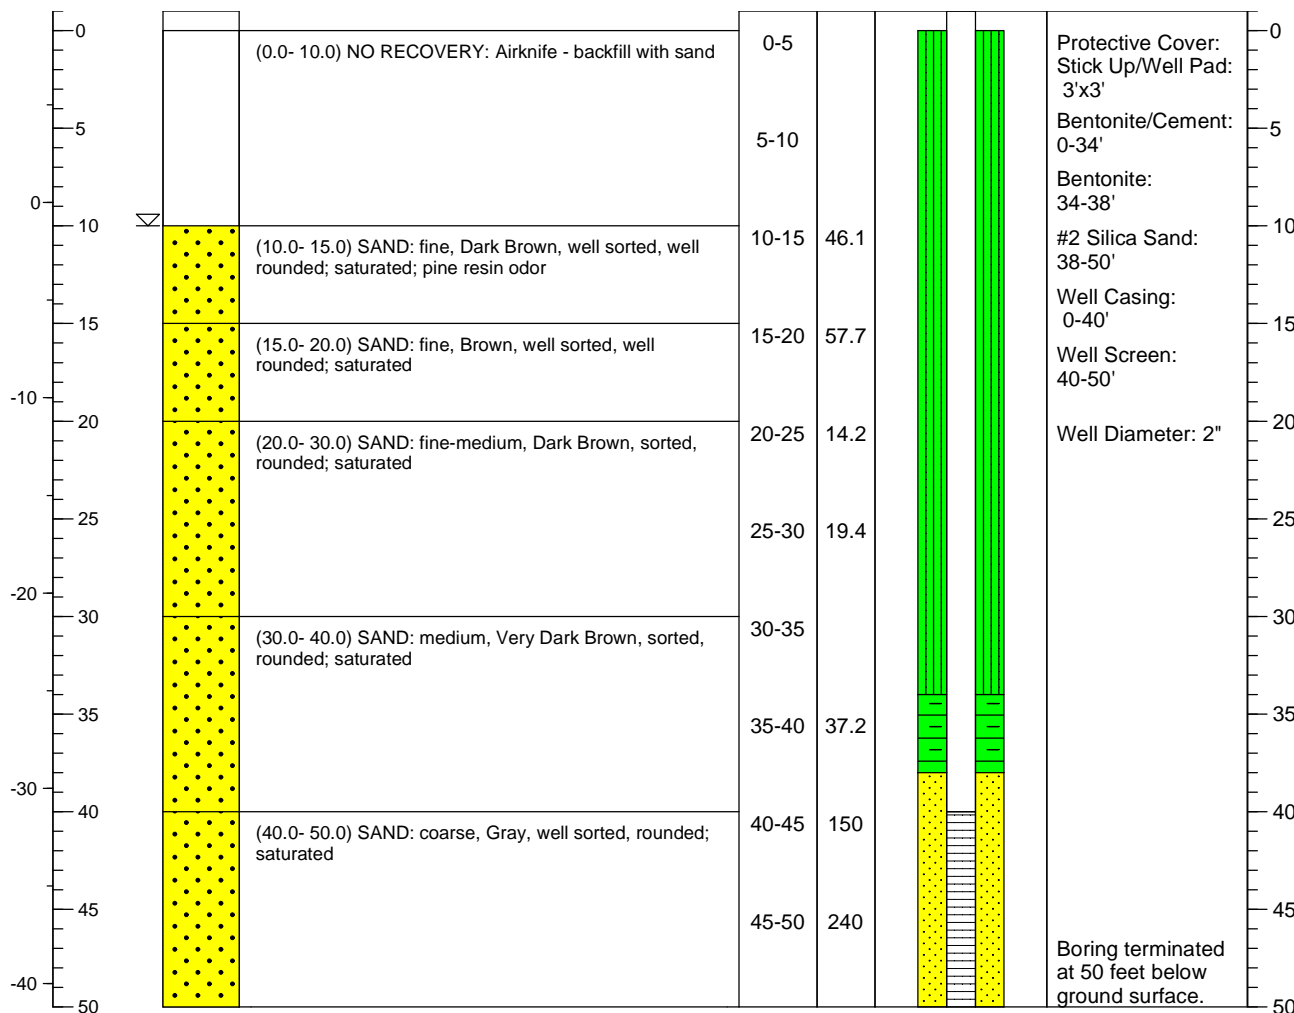 0
5
10
15
20
25
30
35
40
45
50
0
-10
-20
-30
-40
(0.0- 10.0) NO RECOVERY: Airknife - backfill with sand
(10.0- 15.0) SAND: fine, Dark Brown, well sorted, well
rounded; saturated; pine resin odor
(15.0- 20.0) SAND: fine, Brown, well sorted, well
rounded; saturated
(20.0- 30.0) SAND: fine-medium, Dark Brown, sorted,
rounded; saturated
(30.0- 40.0) SAND: medium, Very Dark Brown, sorted,
rounded; saturated
(40.0- 50.0) SAND: coarse, Gray, well sorted, rounded;
saturated
0-5
5-10
10-15 46.1
15-20 57.7
20-25 14.2
25-30 19.4
30-35
35-40 37.2
40-45 150
45-50 240
Protective Cover:
Stick Up/Well Pad:
3'x3'
Bentonite/Cement:
0-34'
Bentonite:
34-38'
#2 Silica Sand:
38-50'
Well Casing:
0-40'
Well Screen:
40-50'
Well Diameter: 2"
Boring terminated
at 50 feet below
ground surface.
0
5
10
15
20
25
30
35
40
45
50